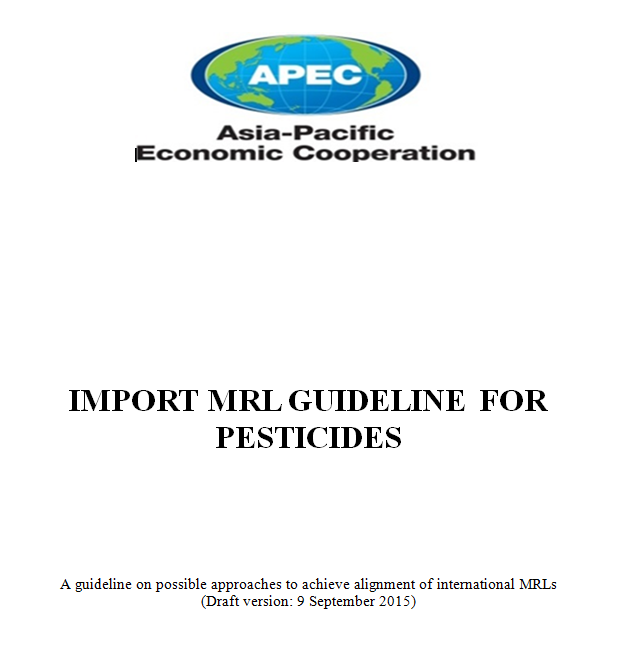 APEC
Asia-Pacific
Economic Cooperation
IMPORT MRL GUIDELINE FOR
PESTICIDES
A guideline on possible approaches to achieve alignment of international MRLs
(Draft version: 9 September 2015)